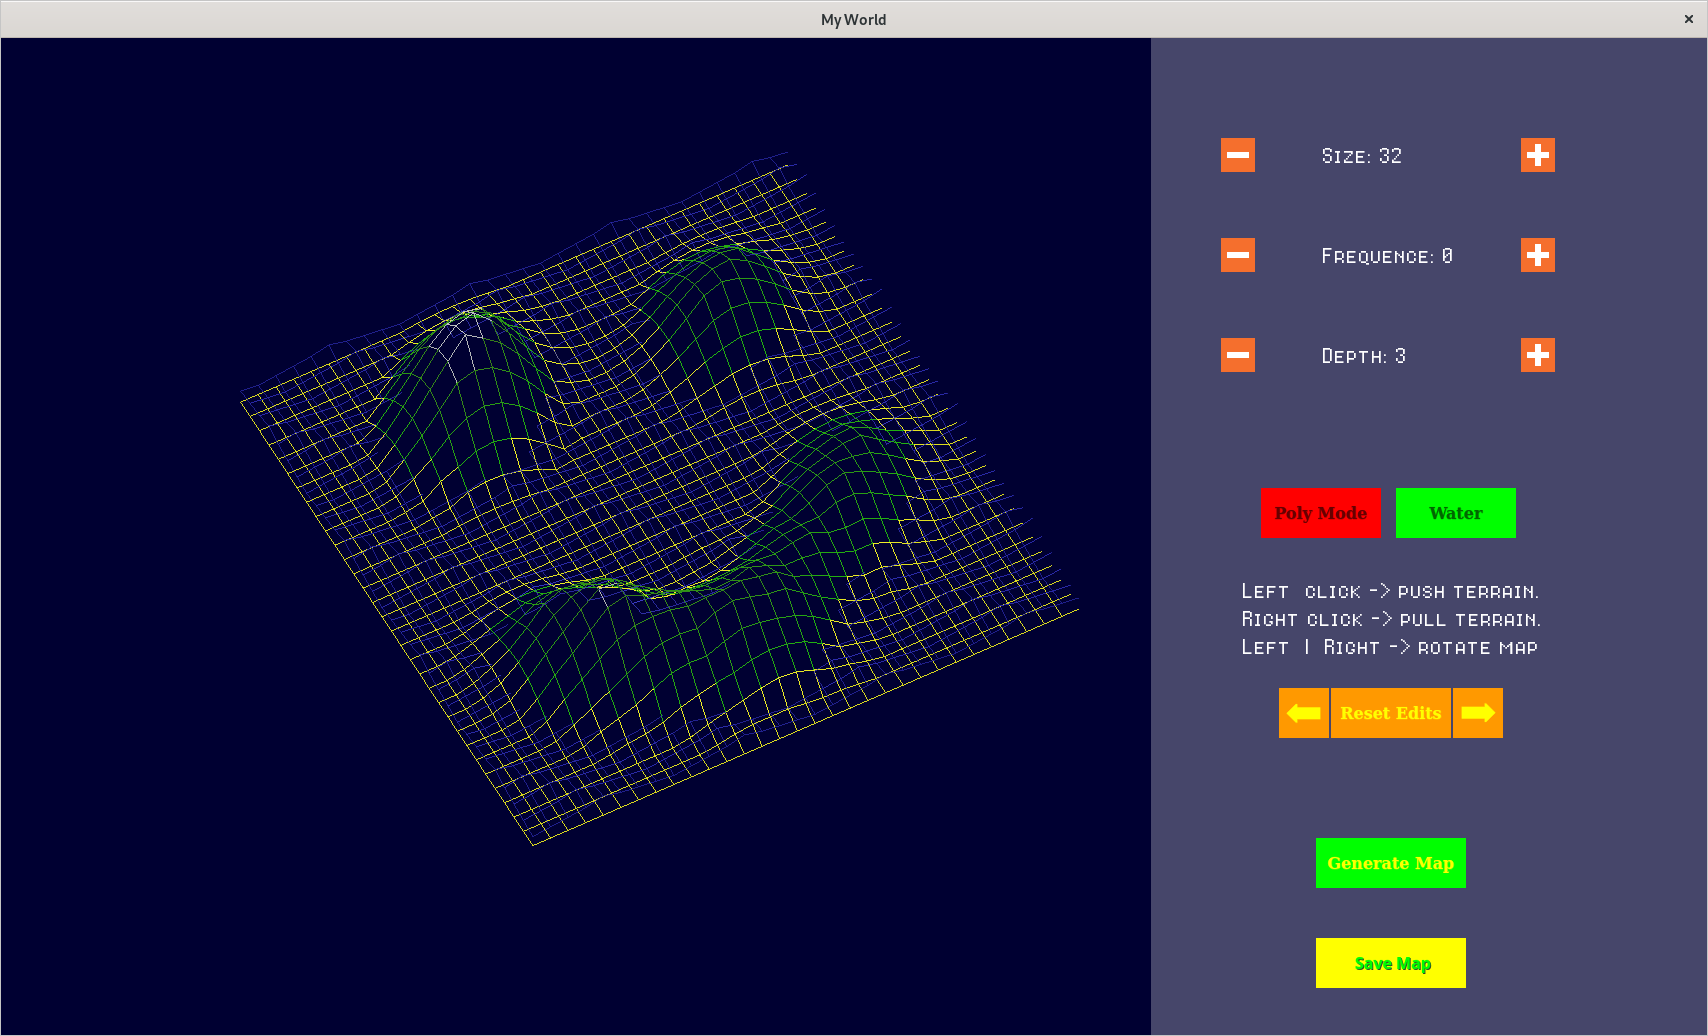 My World
Size: 32
Frequence: 0
Depth: 3
Poly Mode
Water
Left click -> push terrain.
Right click -> pull terrain.
Left | Right -> rotate map
Reset Edits
Generate Map
Save Map